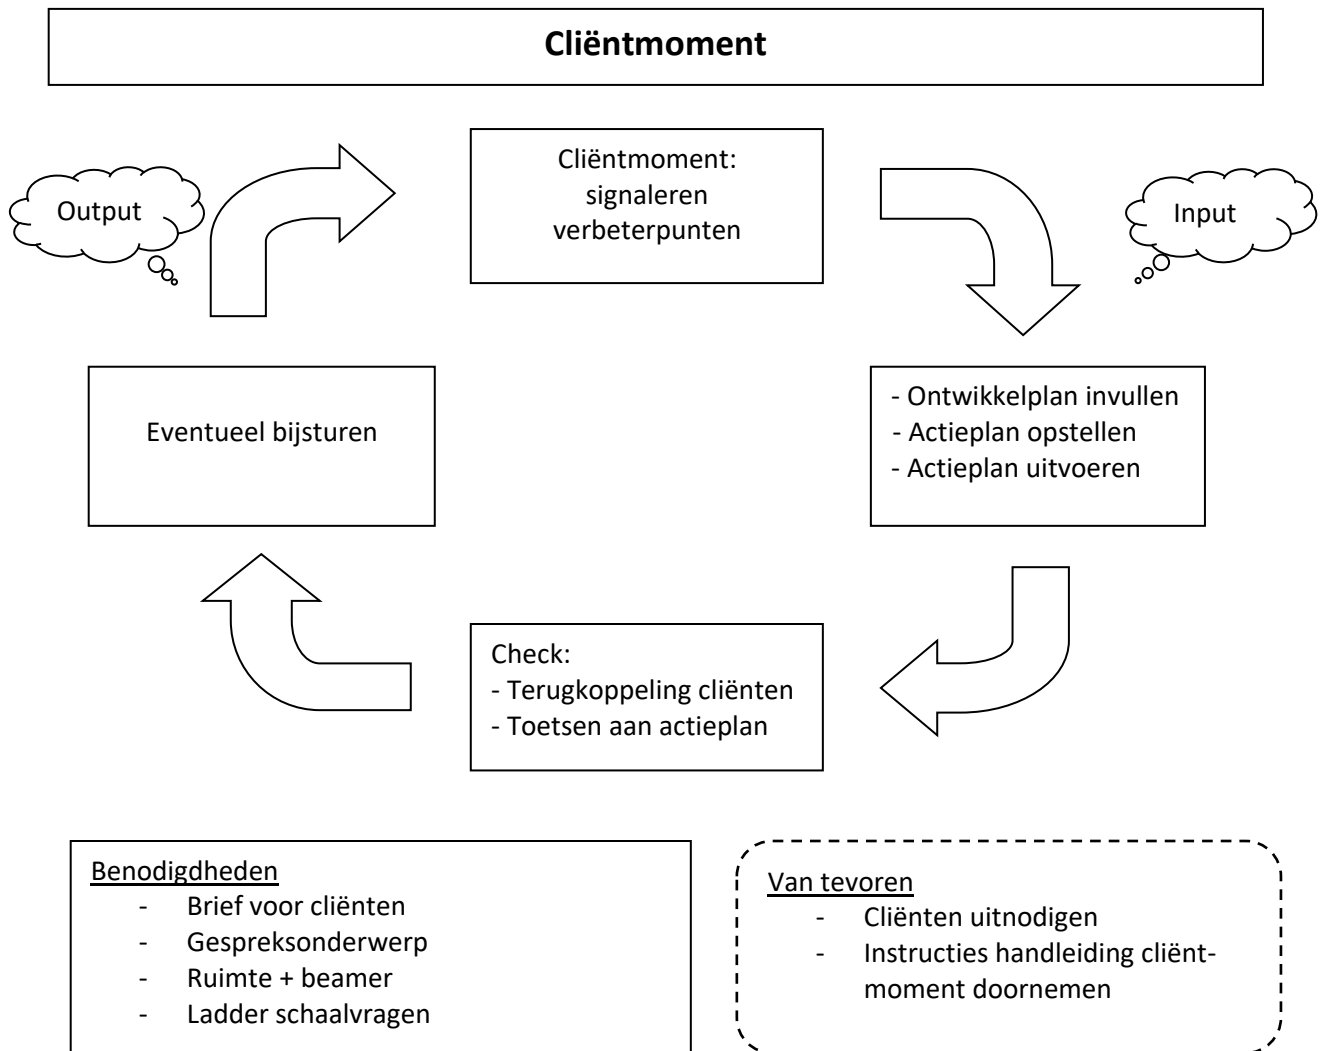 Cliëntmoment
Output
Cliëntmoment:
signaleren
verbeterpunten
Input
Eventueel bijsturen
- Ontwikkelplan invullen
- Actieplan opstellen
- Actieplan uitvoeren
Check:
- Terugkoppeling cliënten
- Toetsen aan actieplan
Benodigdheden
- Brief voor cliënten
- Gespreksonderwerp
- Ruimte + beamer
- Ladder schaalvragen
Van tevoren
- Cliënten uitnodigen
- Instructies handleiding cliënt-
moment doornemen